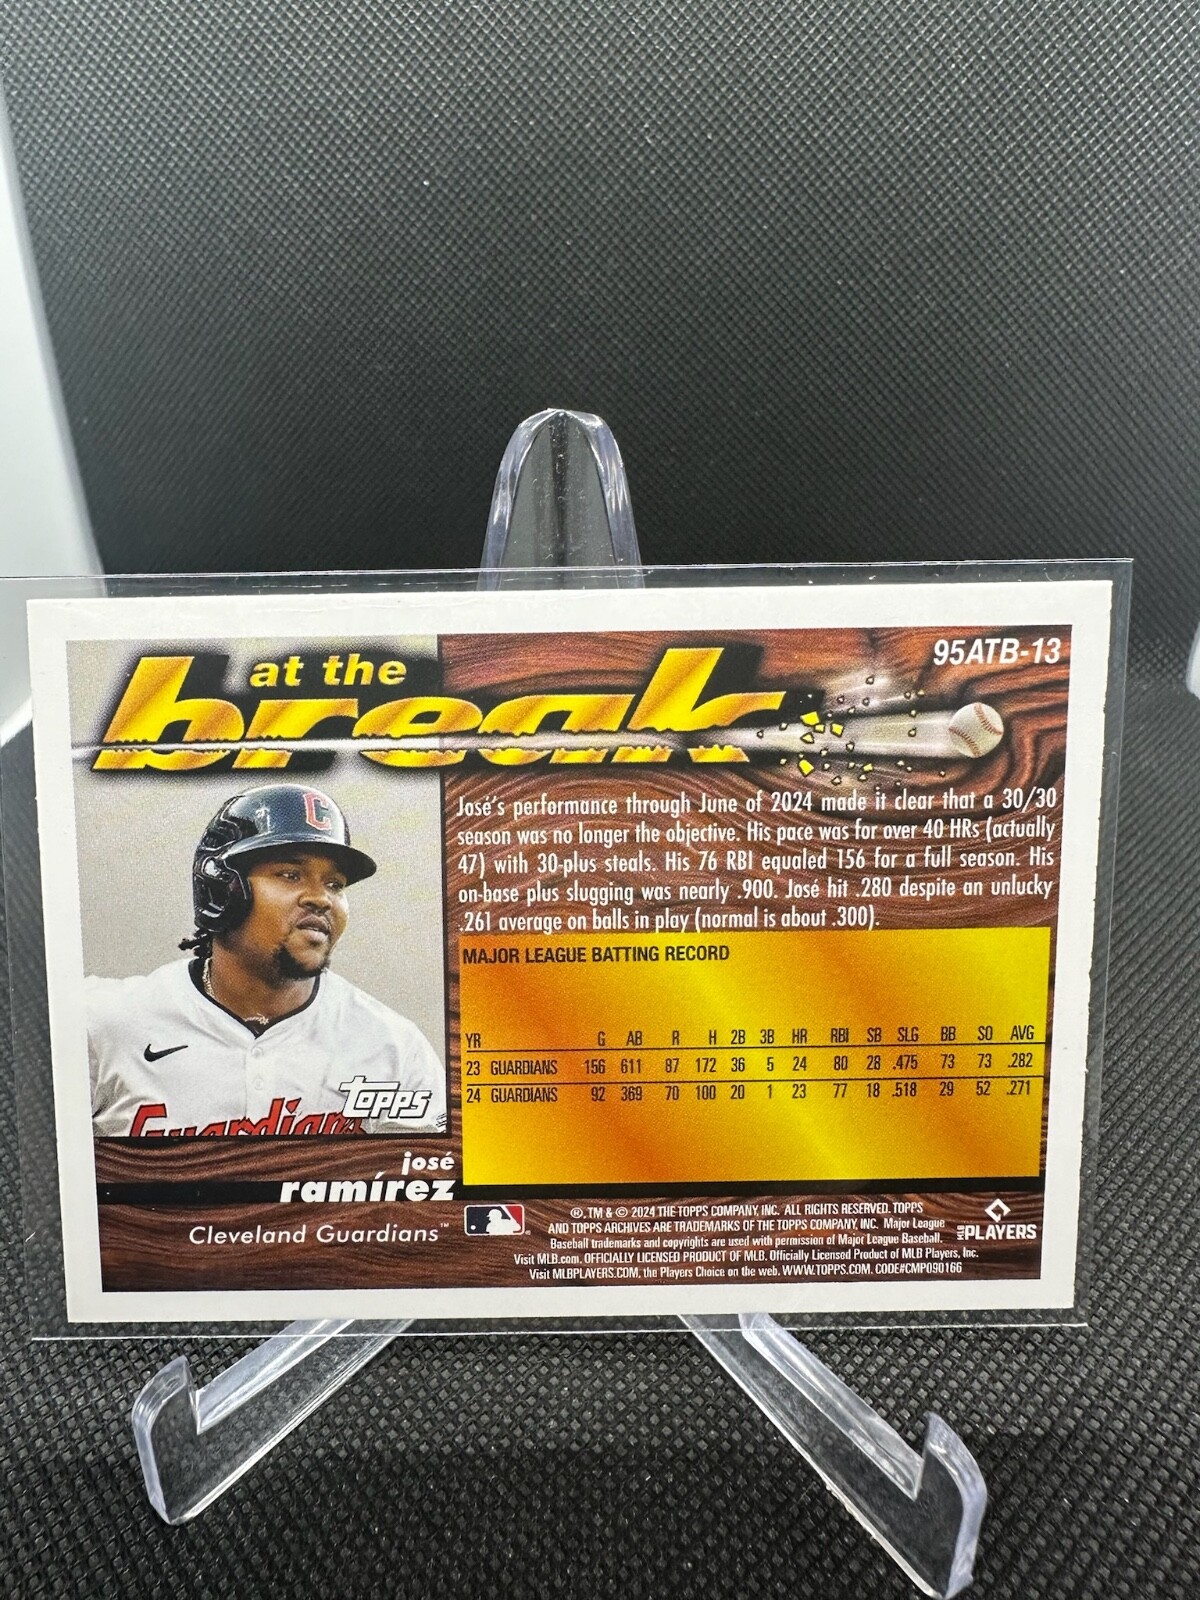 at the
break
95ATB-13
José's performance through June of 2024 made it clear that a 30/30
season was no longer the objective. His pace was for over 40 HRs (actually
47) with 30-plus steals. His 76 RBI equaled 156 for a full season. His
on-base plus slugging was nearly .900. José hit .280 despite an unlucky
.261 average on balls in play (normal is about .300).
MAJOR LEAGUE BATTING RECORD
YR G AB R H 2B 3B HR RBI SB SLG BB SO AVG
23 GUARDIANS 156 611 87 172 36 5 24 80 28 .475 73 73 .282
24 GUARDIANS 92 369 70 100 20 1 23 77 18 .518 29 52 .271
C
Guardians
topps
josé
ramírez
Cleveland Guardians™
®, TM & © 2024 THE TOPPS COMPANY, INC. ALL RIGHTS RESERVED. TOPPS
AND TOPPS ARCHIVES ARE TRADEMARKS OF THE TOPPS COMPANY, INC. Major League
Baseball trademarks and copyrights are used with permission of Major League Baseball.
Visit MLB.com. OFFICIALLY LICENSED PRODUCT OF MLB. Officially Licensed Product of MLB Players, Inc.
Visit MLBPLAYERS.COM, the Players Choice on the web. WWW.TOPPS.COM. CODE#CMP090166
MLB PLAYERS